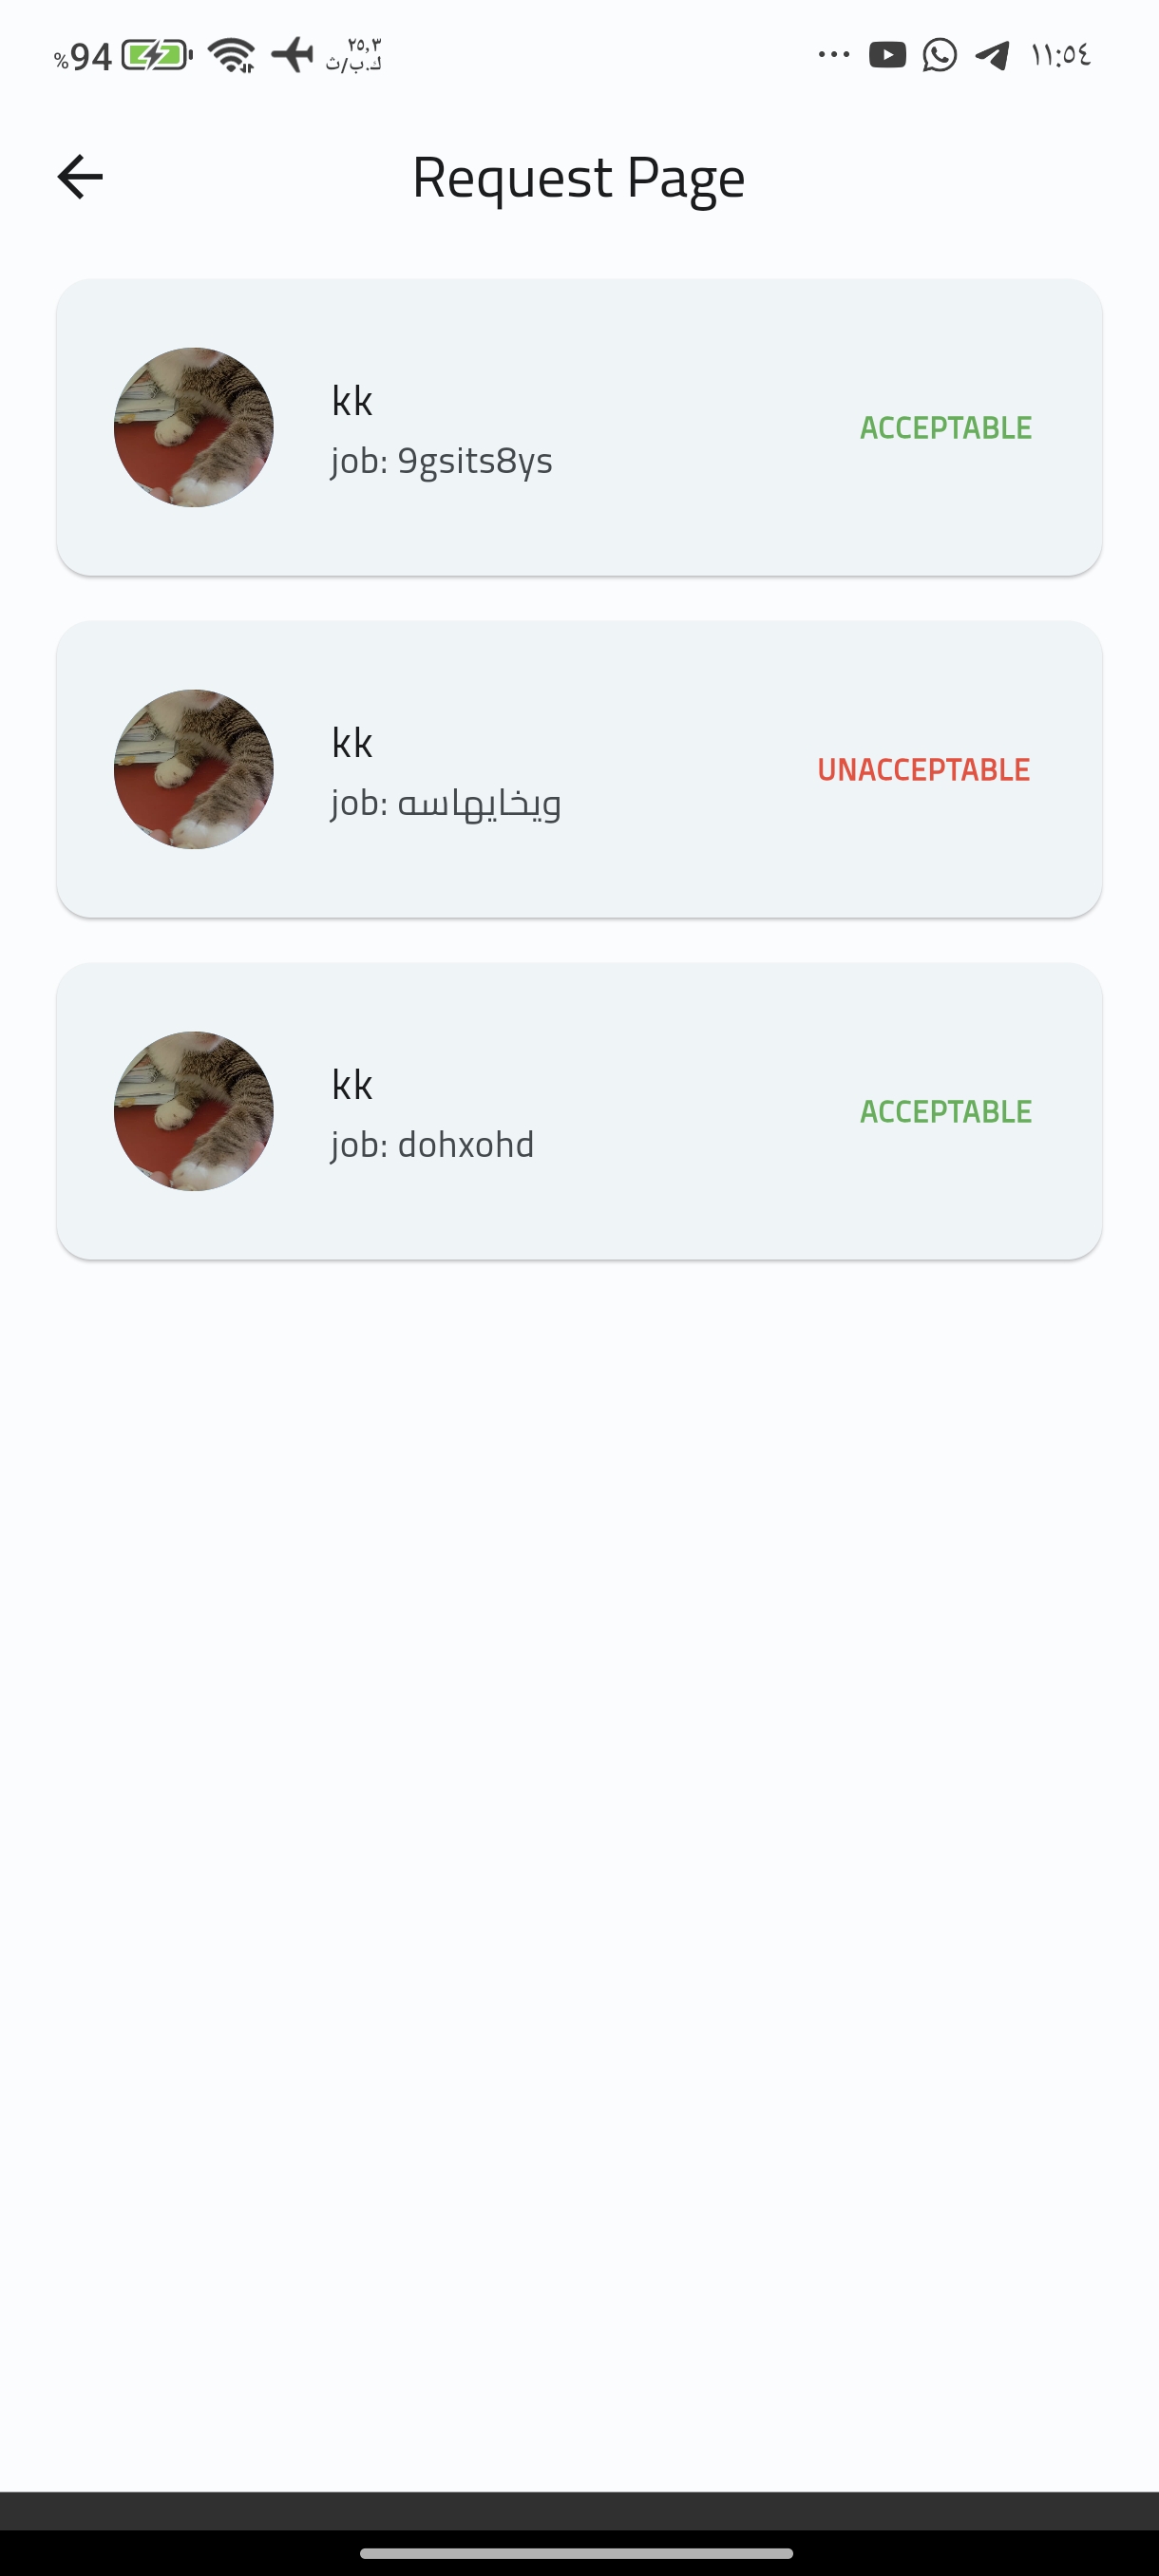 %94 ٢٥,٣ ١١:٥٤
ك.ب/ث
Request Page
kk
job: 9gsits8ys
ACCEPTABLE
kk
job: ويخايهاسه
UNACCEPTABLE
kk
job: dohxohd
ACCEPTABLE